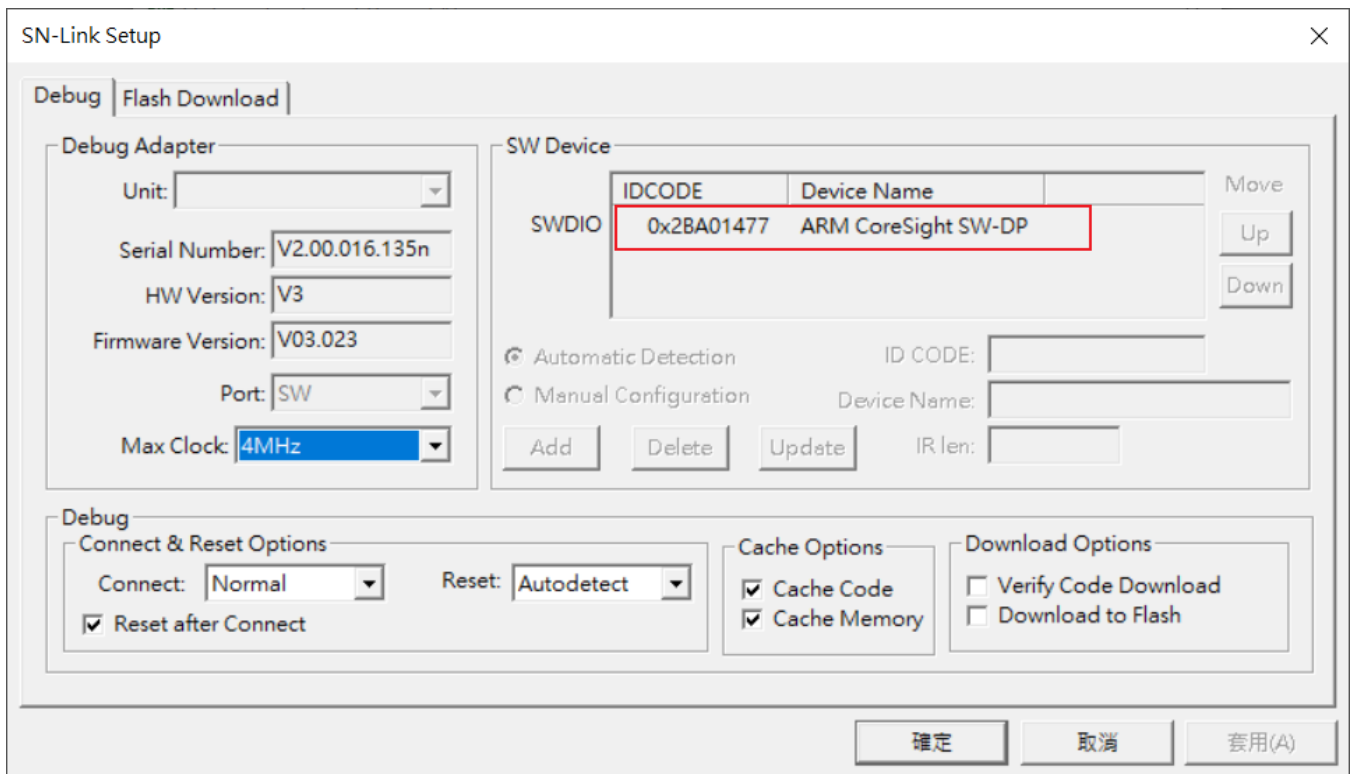 SN-Link Setup
Debug
Flash Download
Debug Adapter
Unit:
Serial Number: V2.00.016.135n
HW Version: V3
Firmware Version: V03.023
Port: SW
Max Clock: 4MHz
SW Device
IDCODE Device Name
SWDIO 0x2BA01477 ARM CoreSight SW-DP
Move
Up
Down
Automatic Detection
Manual Configuration
ID CODE:
Device Name:
Add Delete Update IR len:
Debug
Connect & Reset Options
Connect: Normal Reset: Autodetect
Reset after Connect
Cache Options
Cache Code
Cache Memory
Download Options
Verify Code Download
Download to Flash
確定 取消 套用(A)